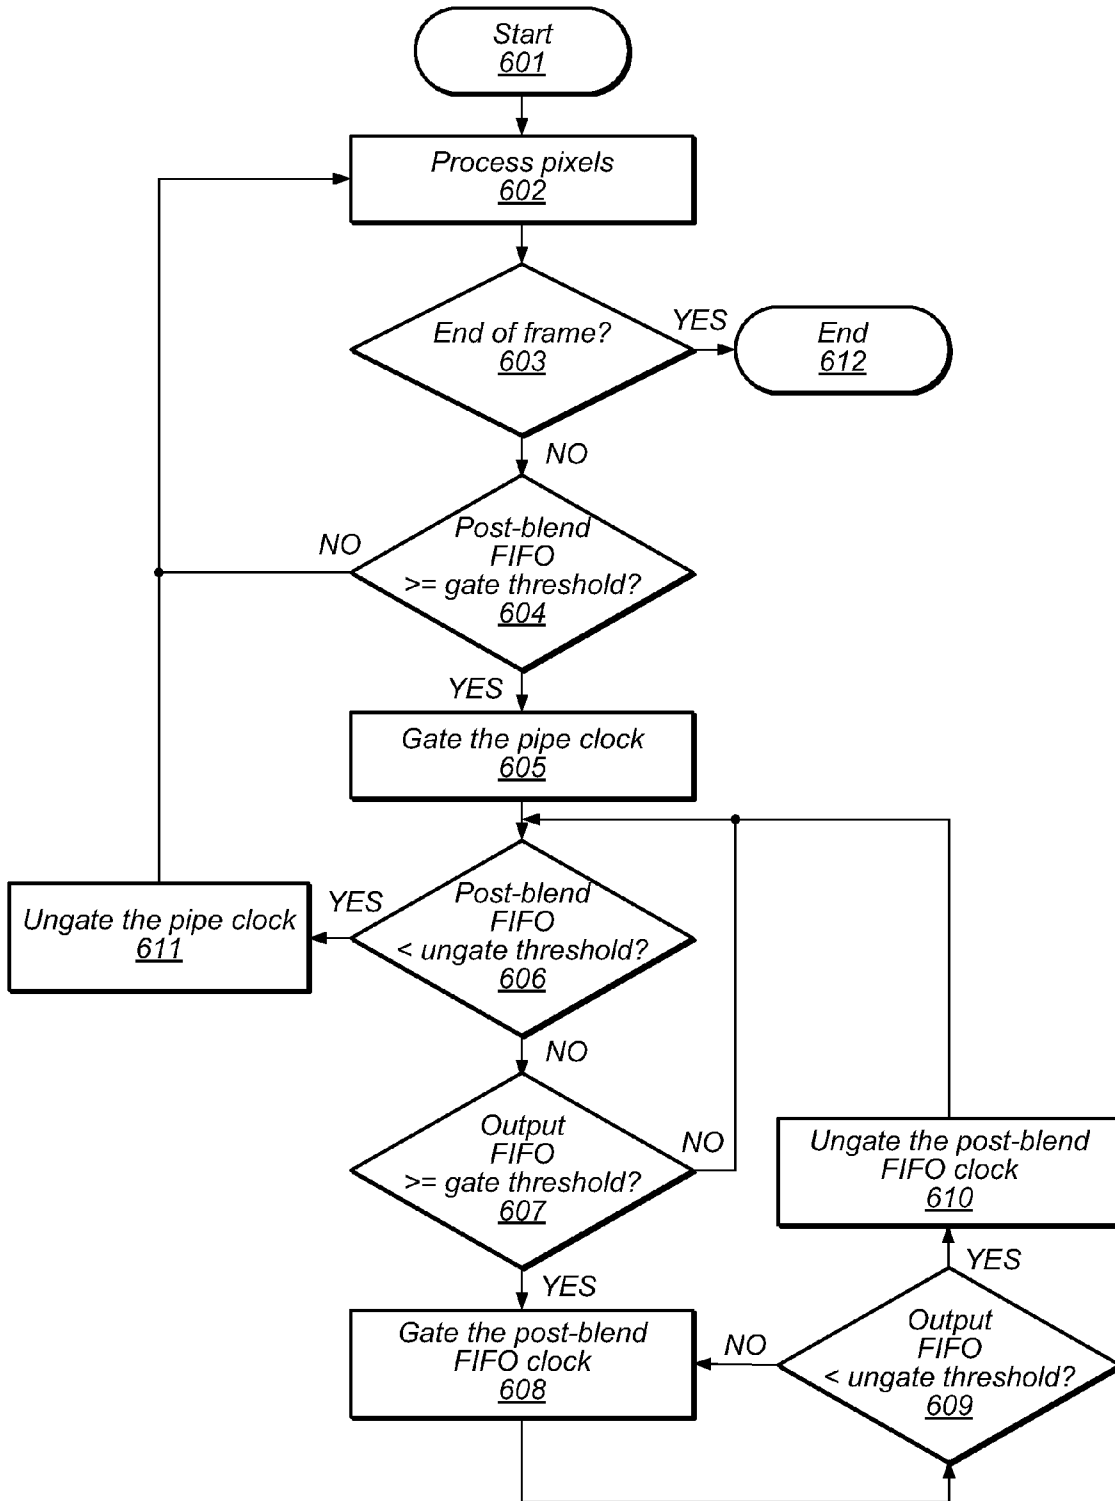 Start
601
Process pixels
602
End of frame?
603
YES
End
612
NO
Post-blend
FIFO
>= gate threshold?
604
NO
YES
Gate the pipe clock
605
Post-blend
FIFO
< ungate threshold?
606
YES
Ungate the pipe clock
611
NO
Output
FIFO
>= gate threshold?
607
NO
YES
Gate the post-blend
FIFO clock
608
Output
FIFO
< ungate threshold?
609
NO
YES
Ungate the post-blend
FIFO clock
610